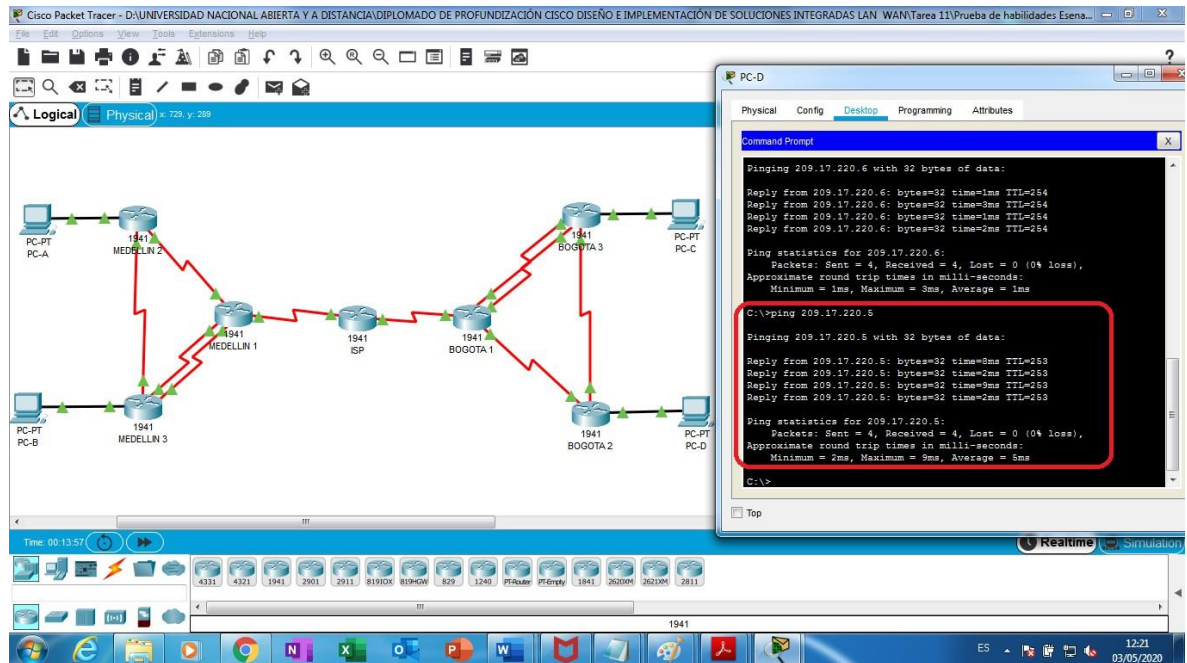 Cisco Packet Tracer - D:\UNIVERSIDAD NACIONAL ABIERTA Y A DISTANCIA\DIPLOMADO DE PROFUNDIZACIÓN CISCO DISEÑO E IMPLEMENTACIÓN DE SOLUCIONES INTEGRADAS LAN WAN\Tarea 11\Prueba de habilidades Esena...
File Edit Options View Tools Extensions Help
Logical Physical x: 729, y: 289
PC-PT
PC-A
1941
MEDELLIN 2
1941
MEDELLIN 1
1941
ISP
1941
BOGOTA 1
1941
BOGOTA 3
PC-PT
PC-C
PC-PT
PC-B
1941
MEDELLIN 3
1941
BOGOTA 2
PC-PT
PC-D
PC-D
Physical Config Desktop Programming Attributes
Command Prompt X
Pinging 209.17.220.6 with 32 bytes of data:
Reply from 209.17.220.6: bytes=32 time=1ms TTL=254
Reply from 209.17.220.6: bytes=32 time=3ms TTL=254
Reply from 209.17.220.6: bytes=32 time=1ms TTL=254
Reply from 209.17.220.6: bytes=32 time=2ms TTL=254
Ping statistics for 209.17.220.6:
Packets: Sent = 4, Received = 4, Lost = 0 (0% loss),
Approximate round trip times in milli-seconds:
Minimum = 1ms, Maximum = 3ms, Average = 1ms
C:\>ping 209.17.220.5
Pinging 209.17.220.5 with 32 bytes of data:
Reply from 209.17.220.5: bytes=32 time=8ms TTL=253
Reply from 209.17.220.5: bytes=32 time=2ms TTL=253
Reply from 209.17.220.5: bytes=32 time=9ms TTL=253
Reply from 209.17.220.5: bytes=32 time=2ms TTL=253
Ping statistics for 209.17.220.5:
Packets: Sent = 4, Received = 4, Lost = 0 (0% loss),
Approximate round trip times in milli-seconds:
Minimum = 2ms, Maximum = 9ms, Average = 5ms
C:\>
Top
Time: 00:13:57
Realtime Simulation
4331 4321 1941 2901 2911 819IOX 819HGW 829 1240 PT-Router PT-Empty 1841 2620XM 2621XM 2811
1941
ES 12:21
03/05/2020